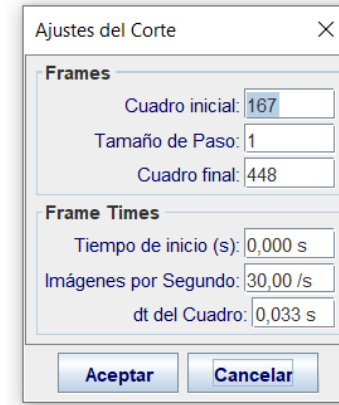 Ajustes del Corte
Frames
Cuadro inicial: 167
Tamaño de Paso: 1
Cuadro final: 448
Frame Times
Tiempo de inicio (s): 0,000 s
Imágenes por Segundo: 30,00 /s
dt del Cuadro: 0,033 s
Aceptar Cancelar